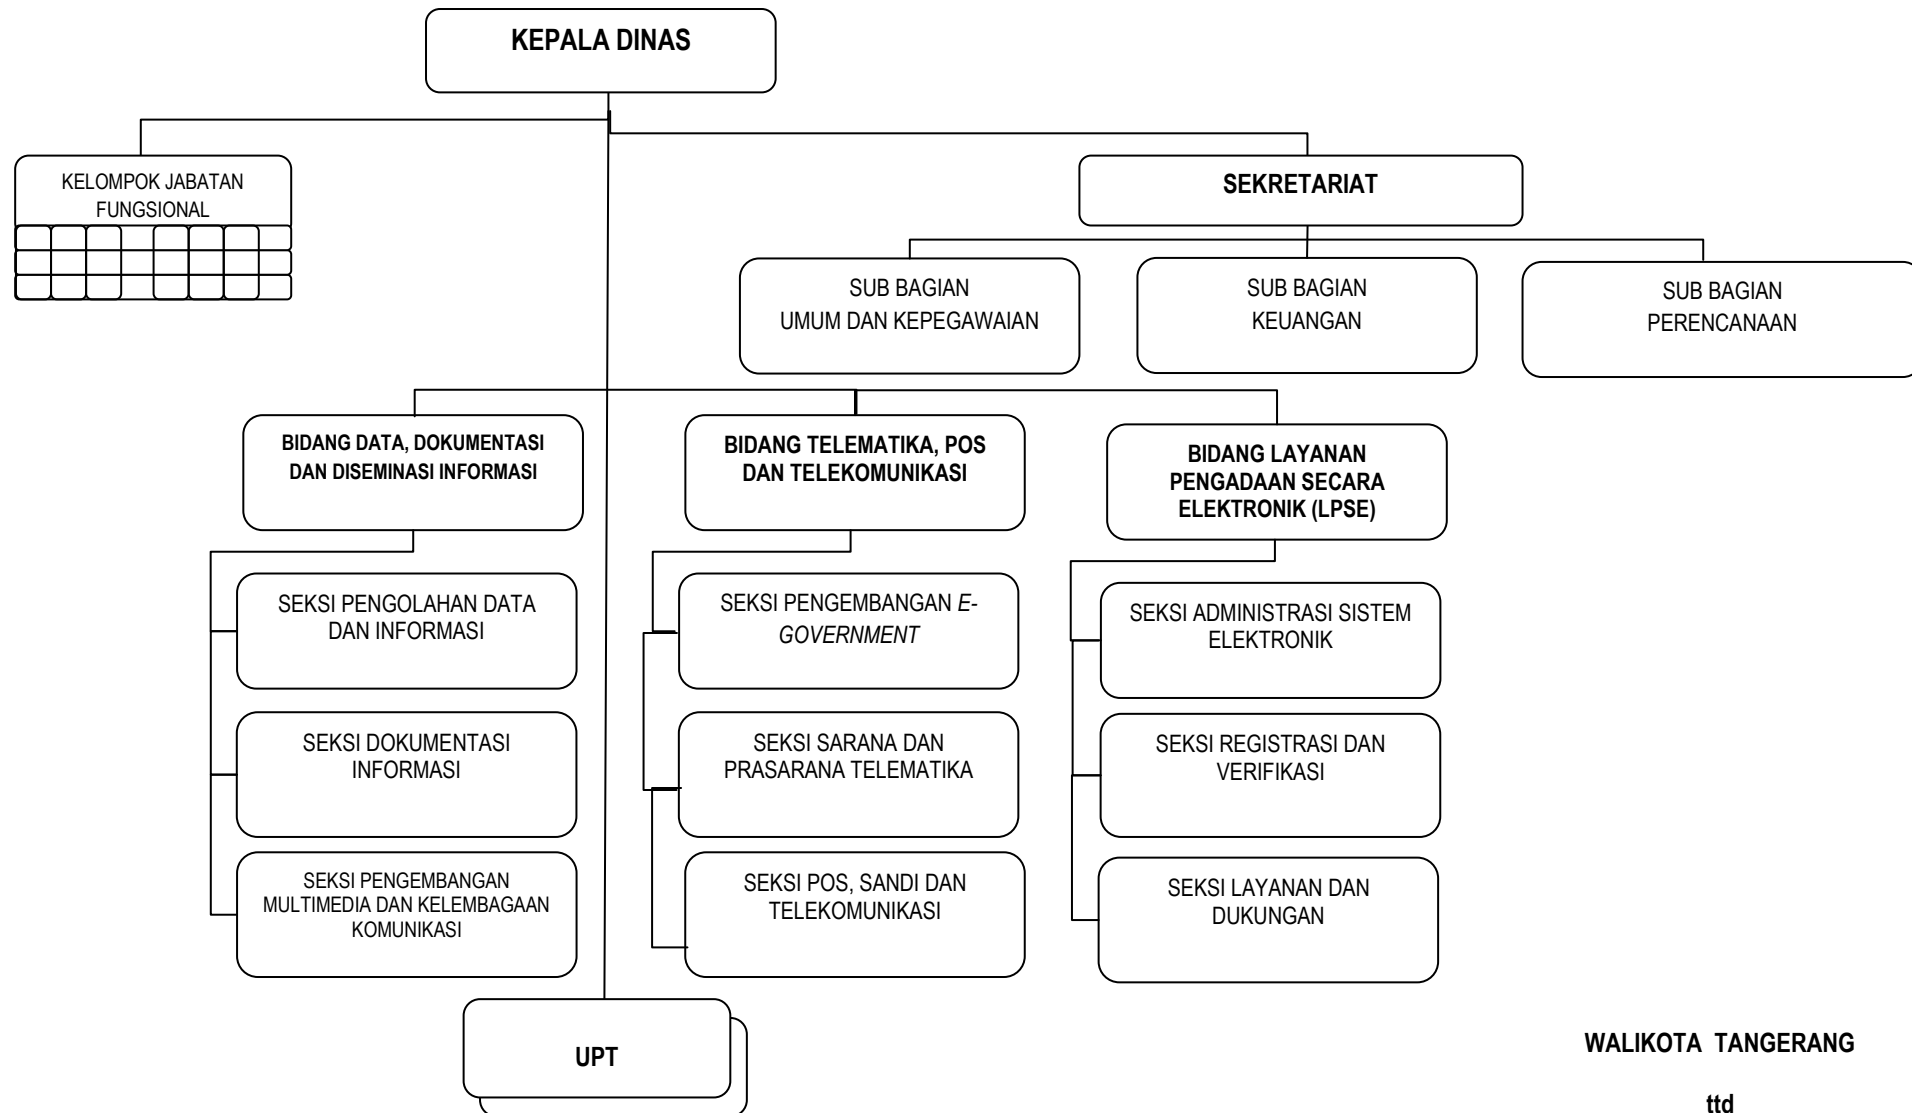 KEPALA DINAS
KELOMPOK JABATAN
FUNGSIONAL
SEKRETARIAT
SUB BAGIAN
UMUM DAN KEPEGAWAIAN
SUB BAGIAN
KEUANGAN
SUB BAGIAN
PERENCANAAN
BIDANG DATA, DOKUMENTASI
DAN DISEMINASI INFORMASI
BIDANG TELEMATIKA, POS
DAN TELEKOMUNIKASI
BIDANG LAYANAN
PENGADAAN SECARA
ELEKTRONIK (LPSE)
SEKSI PENGOLAHAN DATA
DAN INFORMASI
SEKSI PENGEMBANGAN E-
GOVERNMENT
SEKSI ADMINISTRASI SISTEM
ELEKTRONIK
SEKSI DOKUMENTASI
INFORMASI
SEKSI SARANA DAN
PRASARANA TELEMATIKA
SEKSI REGISTRASI DAN
VERIFIKASI
SEKSI PENGEMBANGAN
MULTIMEDIA DAN KELEMBAGAAN
KOMUNIKASI
SEKSI POS, SANDI DAN
TELEKOMUNIKASI
SEKSI LAYANAN DAN
DUKUNGAN
UPT
WALIKOTA TANGERANG
ttd